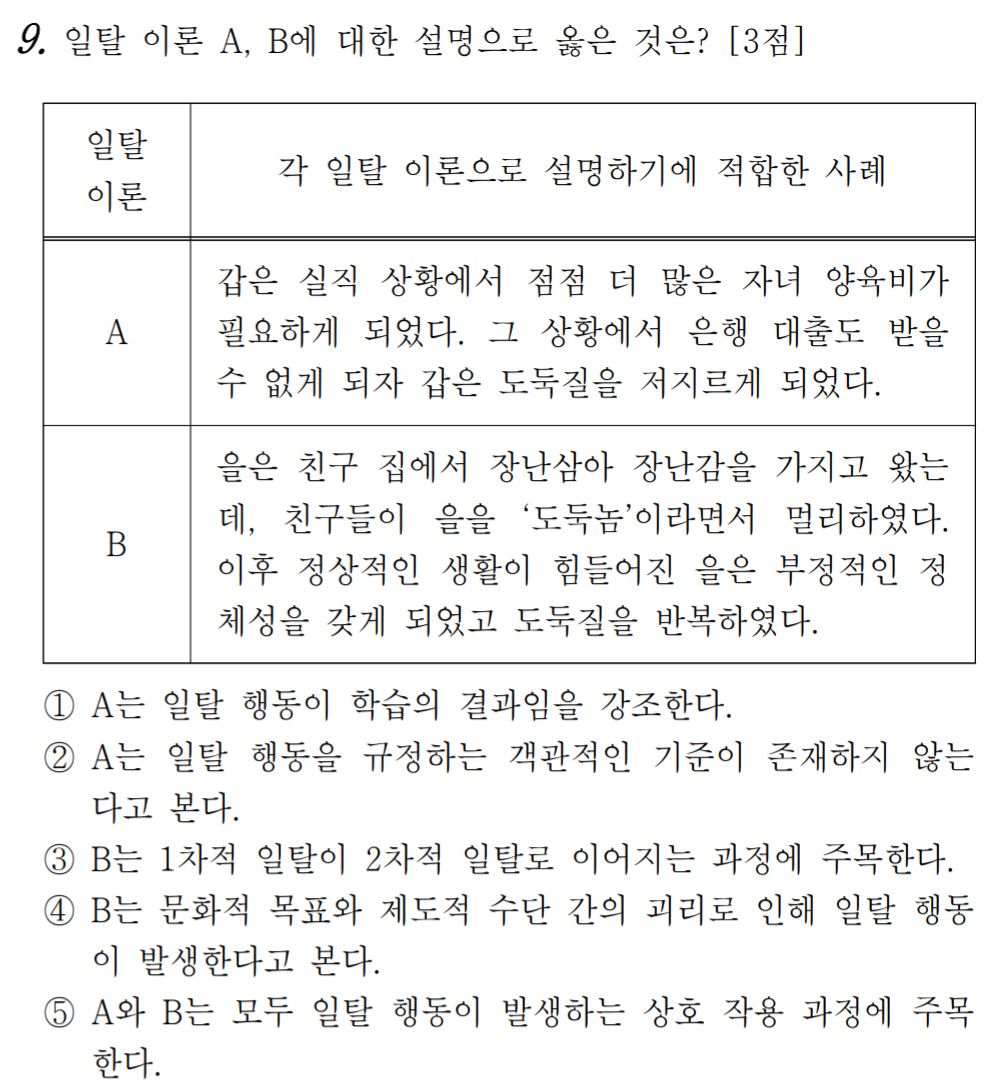 9. 일탈 이론 A, B에 대한 설명으로 옳은 것은? [3점]
일탈
이론
각 일탈 이론으로 설명하기에 적합한 사례
A
갑은 실직 상황에서 점점 더 많은 자녀 양육비가
필요하게 되었다. 그 상황에서 은행 대출도 받을
수 없게 되자 갑은 도둑질을 저지르게 되었다.
B
을은 친구 집에서 장난삼아 장난감을 가지고 왔는
데, 친구들이 을을 ‘도둑놈’이라면서 멀리하였다.
이후 정상적인 생활이 힘들어진 을은 부정적인 정
체성을 갖게 되었고 도둑질을 반복하였다.
① A는 일탈 행동이 학습의 결과임을 강조한다.
② A는 일탈 행동을 규정하는 객관적인 기준이 존재하지 않는
다고 본다.
③ B는 1차적 일탈이 2차적 일탈로 이어지는 과정에 주목한다.
④ B는 문화적 목표와 제도적 수단 간의 괴리로 인해 일탈 행동
이 발생한다고 본다.
⑤ A와 B는 모두 일탈 행동이 발생하는 상호 작용 과정에 주목
한다.